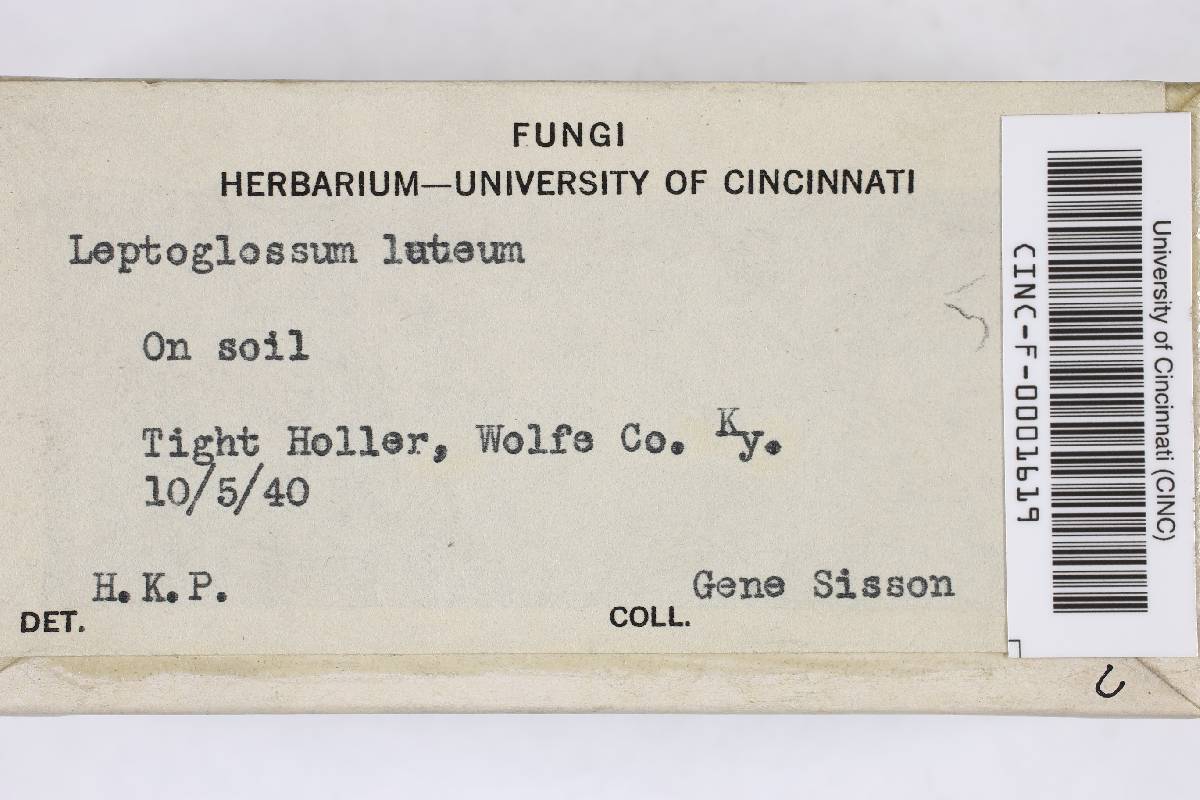 FUNGI
HERBARIUM—UNIVERSITY OF CINCINNATI
Leptoglossum luteum
On soil
Tight Holler, Wolfe Co. Ky.
10/5/40
H.K.P.
Gene Sisson
DET.
COLL.
University of Cincinnati (CINC)
CINC-F-0001619